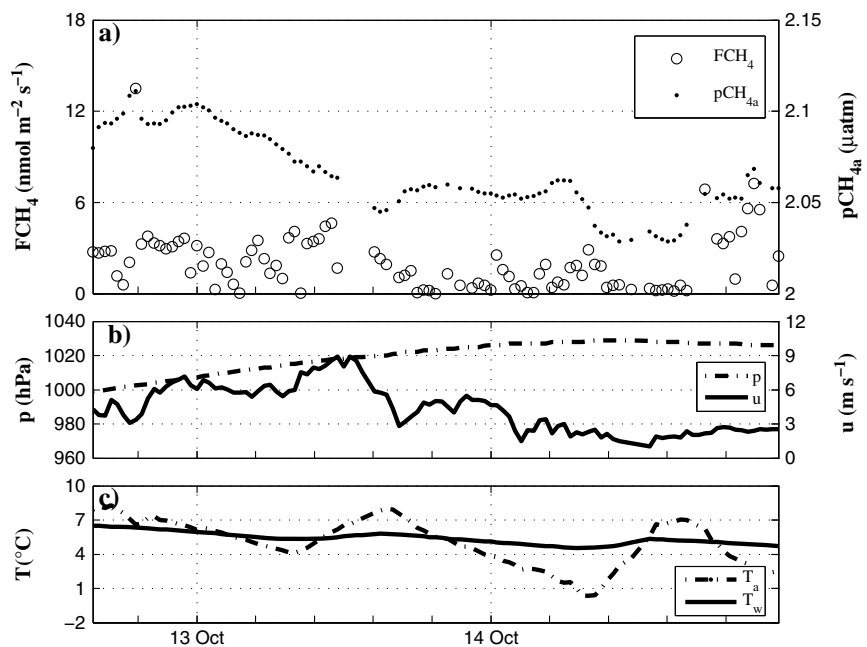 a)
18
12
6
0
FCH4 (nmol m−2 s−1)
2.15
2.1
2.05
2
pCH4a (μatm)
FCH4
pCH4a
b)
1040
1020
1000
980
960
p (hPa)
12
9
6
3
0
u (m s−1)
p
u
c)
10
7
4
1
−2
T(°C)
Ta
Tw
13 Oct
14 Oct